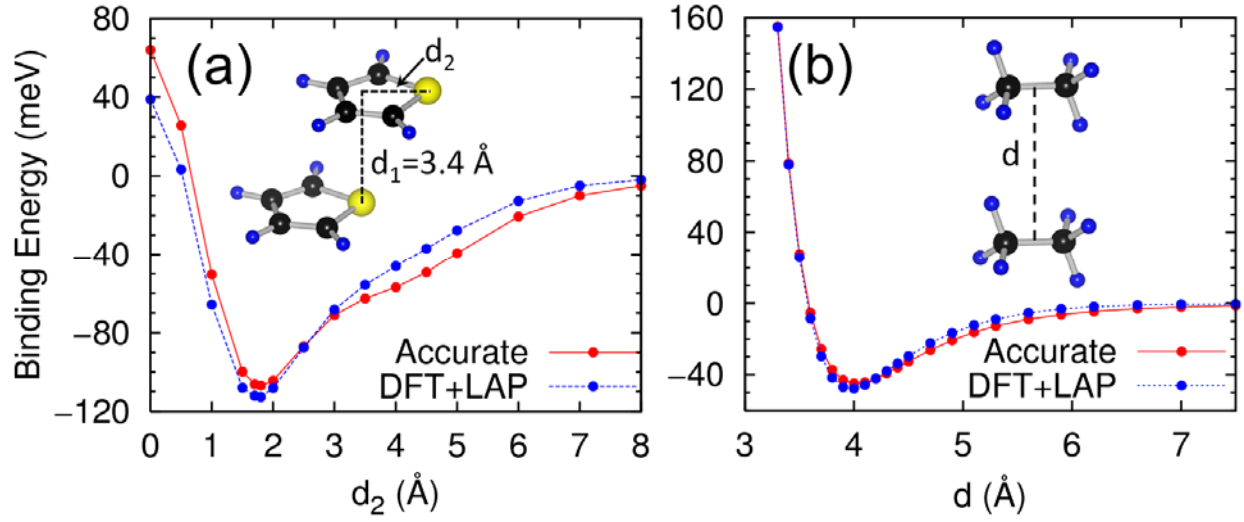 Binding Energy (meV)
80
40
0
−40
−80
−120
(a)
d₂
d₁=3.4 Å
Accurate
DFT+LAP
0 1 2 3 4 5 6 7 8
d₂ (Å)
160
120
80
40
0
−40
(b)
d
Accurate
DFT+LAP
3 4 5 6 7
d (Å)